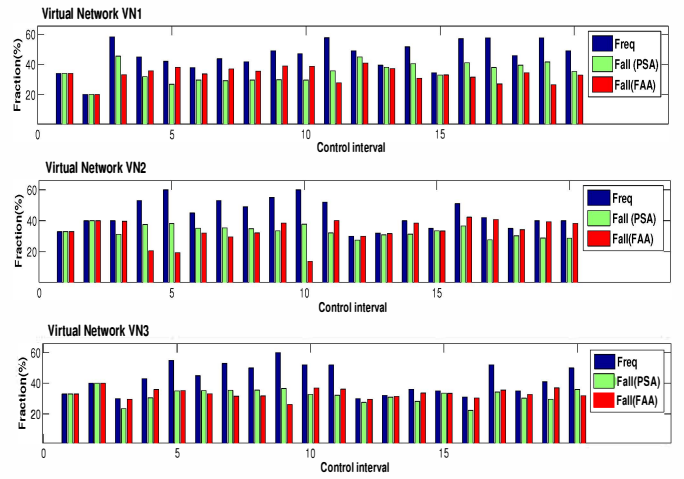 Virtual Network VN1
Fraction(%)
60
40
20
0
5
10
15
Control interval
Freq
Fall (PSA)
Fall(FAA)
Virtual Network VN2
Fraction(%)
60
40
20
0
5
10
15
Control interval
Freq
Fall (PSA)
Fall(FAA)
Virtual Network VN3
Fraction(%)
60
40
20
0
5
10
15
Control interval
Freq
Fall(PSA)
Fall(FAA)